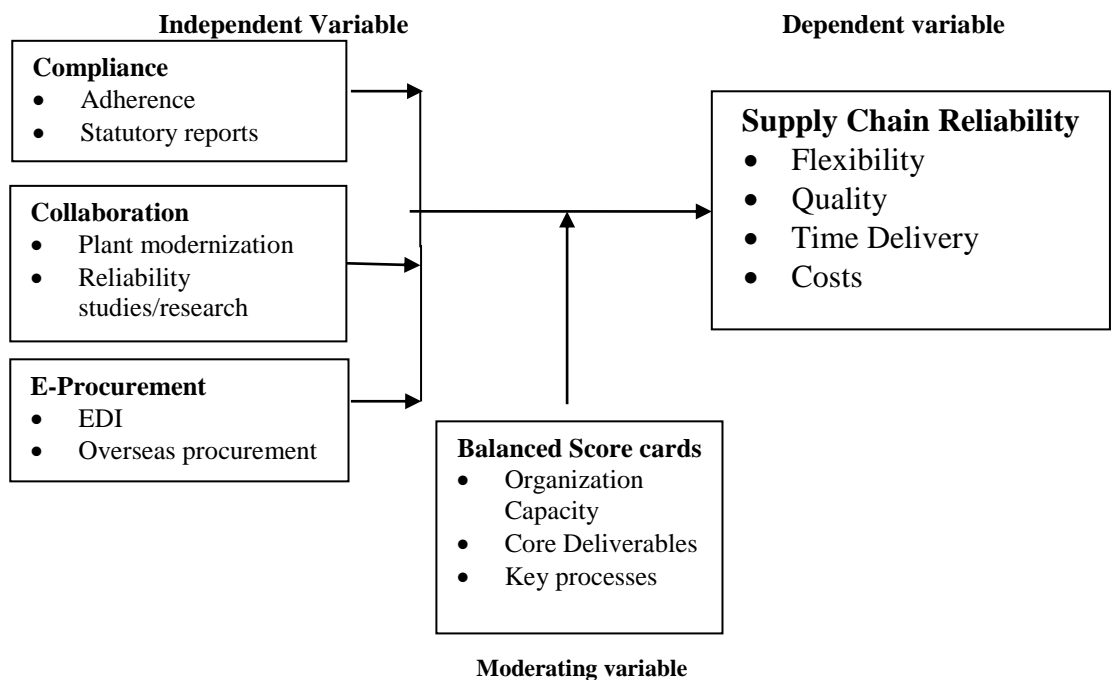 Independent Variable
Dependent variable
Compliance
• Adherence
• Statutory reports
Collaboration
• Plant modernization
• Reliability
studies/research
E-Procurement
• EDI
• Overseas procurement
Supply Chain Reliability
• Flexibility
• Quality
• Time Delivery
• Costs
Balanced Score cards
• Organization
Capacity
• Core Deliverables
• Key processes
Moderating variable